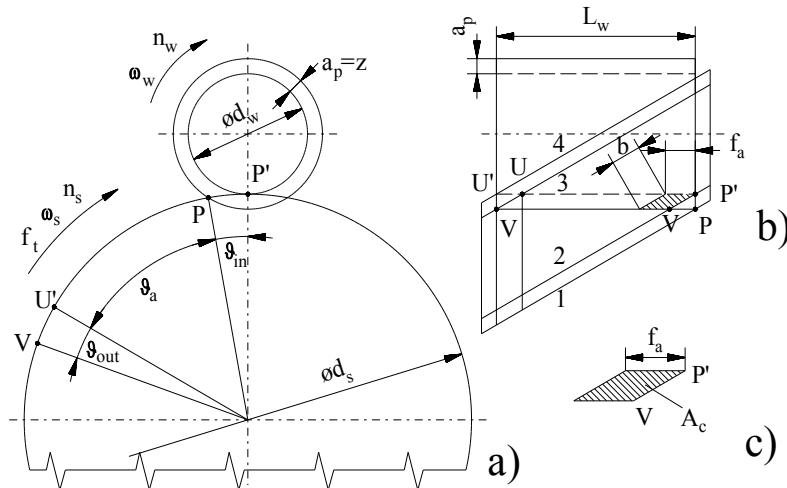 n_w
ω_w
a_p=z
ød_w
P'
P
n_s
ω_s
f_t
ϑ_in
ϑ_a
U'
V
ϑ_out
ød_s
a)
a_p
L_w
4
b
f_a
U' U
3
P'
V V P
2
1
b)
f_a
P'
V A_c
c)